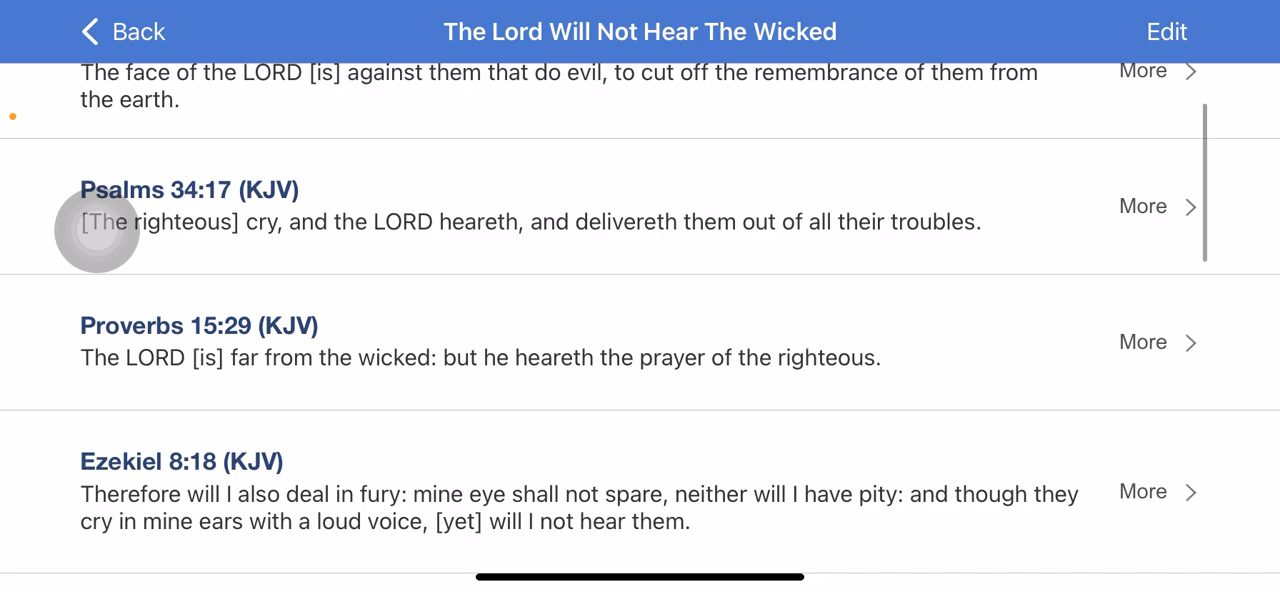 Back
The Lord Will Not Hear The Wicked
Edit
The face of the LORD [is] against them that do evil, to cut off the remembrance of them from
the earth.
More
Psalms 34:17 (KJV)
[The righteous] cry, and the LORD heareth, and delivereth them out of all their troubles.
More
Proverbs 15:29 (KJV)
The LORD [is] far from the wicked: but he heareth the prayer of the righteous.
More
Ezekiel 8:18 (KJV)
Therefore will I also deal in fury: mine eye shall not spare, neither will I have pity: and though they
cry in mine ears with a loud voice, [yet] will I not hear them.
More